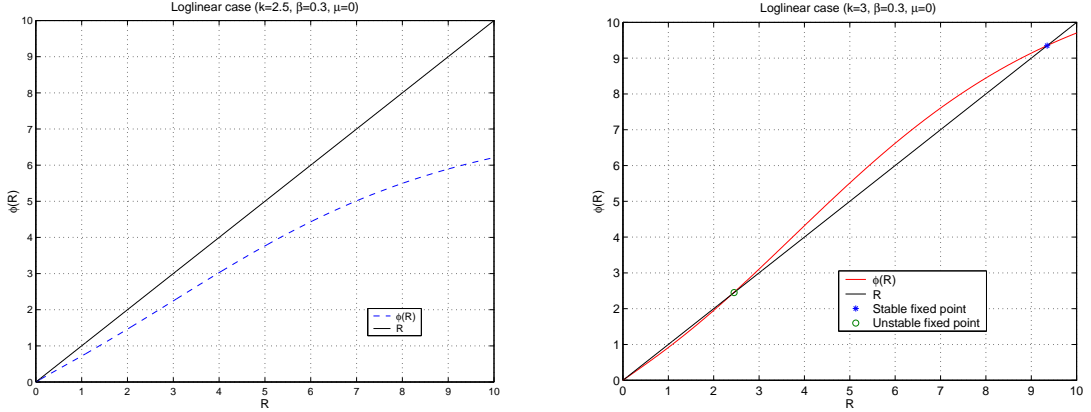 Loglinear case (k=2.5, β=0.3, μ=0)
10
9
8
7
6
5
4
3
2
1
0
ϕ(R)
0 1 2 3 4 5 6 7 8 9 10
R
ϕ(R)
R
Loglinear case (k=3, β=0.3, μ=0)
10
9
8
7
6
5
4
3
2
1
0
ϕ(R)
0 1 2 3 4 5 6 7 8 9 10
R
ϕ(R)
R
Stable fixed point
Unstable fixed point